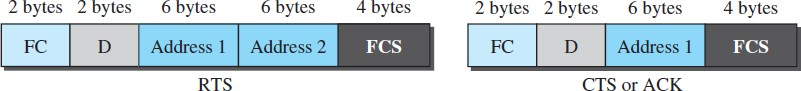 2 bytes 2 bytes 6 bytes 6 bytes 4 bytes
FC D Address 1 Address 2 FCS
RTS
2 bytes 2 bytes 6 bytes 4 bytes
FC D Address 1 FCS
CTS or ACK